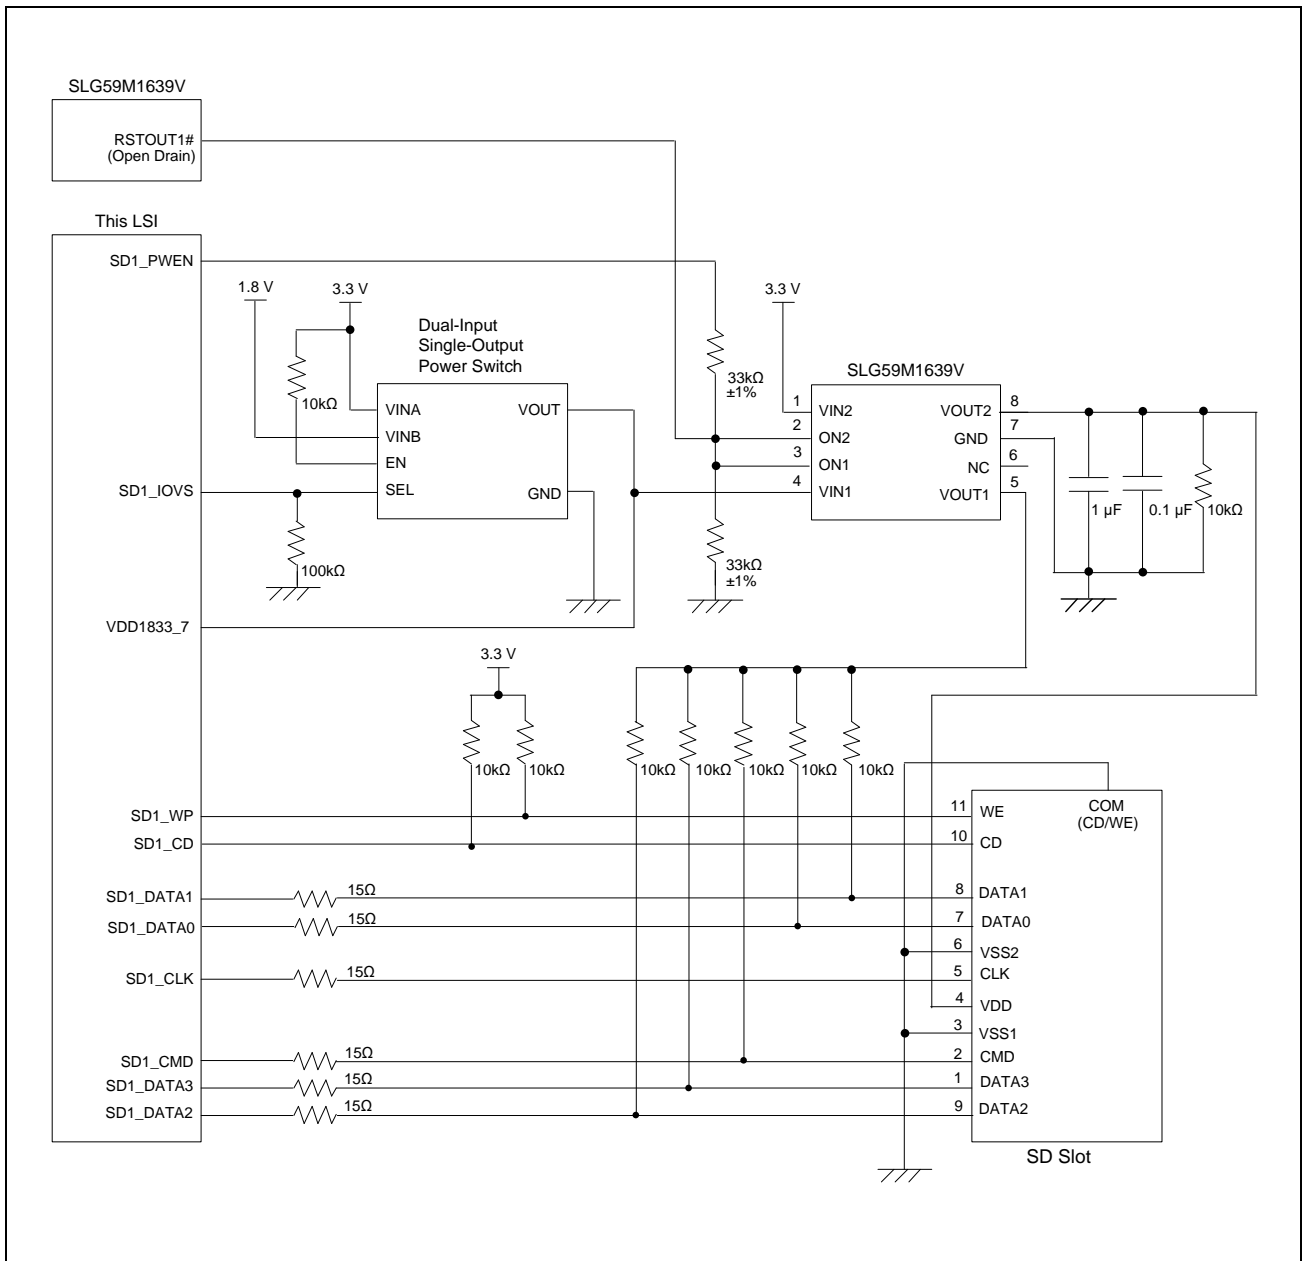 SLG59M1639V
RSTOUT1#
(Open Drain)
This LSI
SD1_PWEN
1.8 V
3.3 V
3.3 V
Dual-Input
Single-Output
Power Switch
33kΩ
±1%
SLG59M1639V
10kΩ
VINA
VOUT
VINB
EN
SEL
GND
SD1_IOVS
100kΩ
1
VIN2
VOUT2
8
2
ON2
GND
7
3
ON1
NC
6
4
VIN1
VOUT1
5
1 µF
0.1 µF
10kΩ
33kΩ
±1%
VDD1833_7
3.3 V
10kΩ
10kΩ
10kΩ
10kΩ
10kΩ
10kΩ
10kΩ
SD1_WP
11
WE
COM
(CD/WE)
SD1_CD
10
CD
SD1_DATA1
15Ω
8
DATA1
SD1_DATA0
15Ω
7
DATA0
6
VSS2
SD1_CLK
15Ω
5
CLK
4
VDD
3
VSS1
SD1_CMD
15Ω
2
CMD
SD1_DATA3
15Ω
1
DATA3
SD1_DATA2
15Ω
9
DATA2
SD Slot